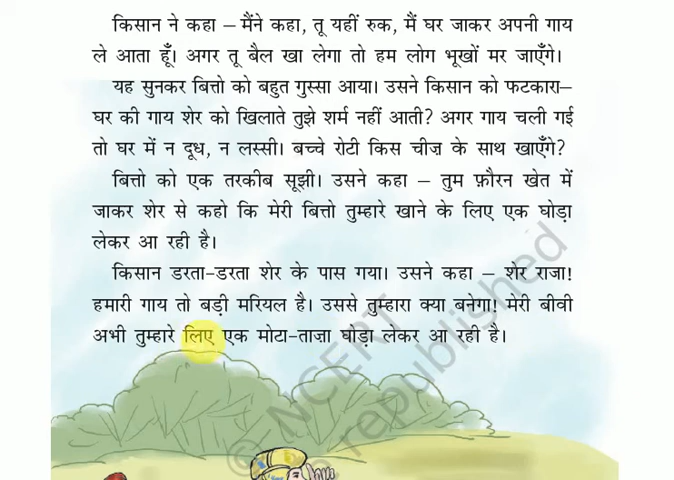 किसान ने कहा – मैंने कहा, तू यहीं रुक, मैं घर जाकर अपनी गाय
ले आता हूँ। अगर तू बैल खा लेगा तो हम लोग भूखों मर जाएँगे।
यह सुनकर बित्तो को बहुत गुस्सा आया। उसने किसान को फटकारा–
घर की गाय शेर को खिलाते तुझे शर्म नहीं आती? अगर गाय चली गई
तो घर में न दूध, न लस्सी। बच्चे रोटी किस चीज़ के साथ खाएँगे?
बित्तो को एक तरकीब सूझी। उसने कहा – तुम फ़ौरन खेत में
जाकर शेर से कहो कि मेरी बित्तो तुम्हारे खाने के लिए एक घोड़ा
लेकर आ रही है।
किसान डरता-डरता शेर के पास गया। उसने कहा – शेर राजा!
हमारी गाय तो बड़ी मरियल है। उससे तुम्हारा क्या बनेगा! मेरी बीवी
अभी तुम्हारे लिए एक मोटा-ताज़ा घोड़ा लेकर आ रही है।
© NCERT
republished